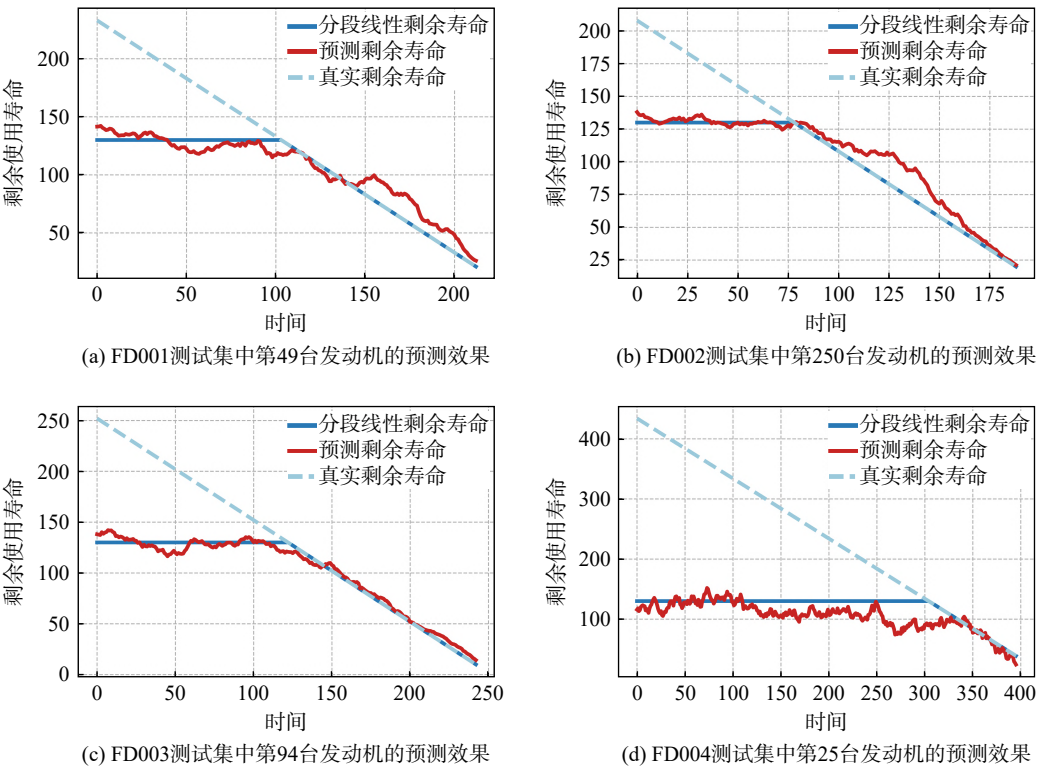 分段线性剩余寿命
预测剩余寿命
真实剩余寿命
200
150
100
50
剩余使用寿命
0
50
100
150
200
时间
(a) FD001测试集中第49台发动机的预测效果
分段线性剩余寿命
预测剩余寿命
真实剩余寿命
200
175
150
125
100
75
50
25
剩余使用寿命
0
25
50
75
100
125
150
175
时间
(b) FD002测试集中第250台发动机的预测效果
分段线性剩余寿命
预测剩余寿命
真实剩余寿命
250
200
150
100
50
0
剩余使用寿命
0
50
100
150
200
250
时间
(c) FD003测试集中第94台发动机的预测效果
分段线性剩余寿命
预测剩余寿命
真实剩余寿命
400
300
200
100
剩余使用寿命
0
50
100
150
200
250
300
350
400
时间
(d) FD004测试集中第25台发动机的预测效果